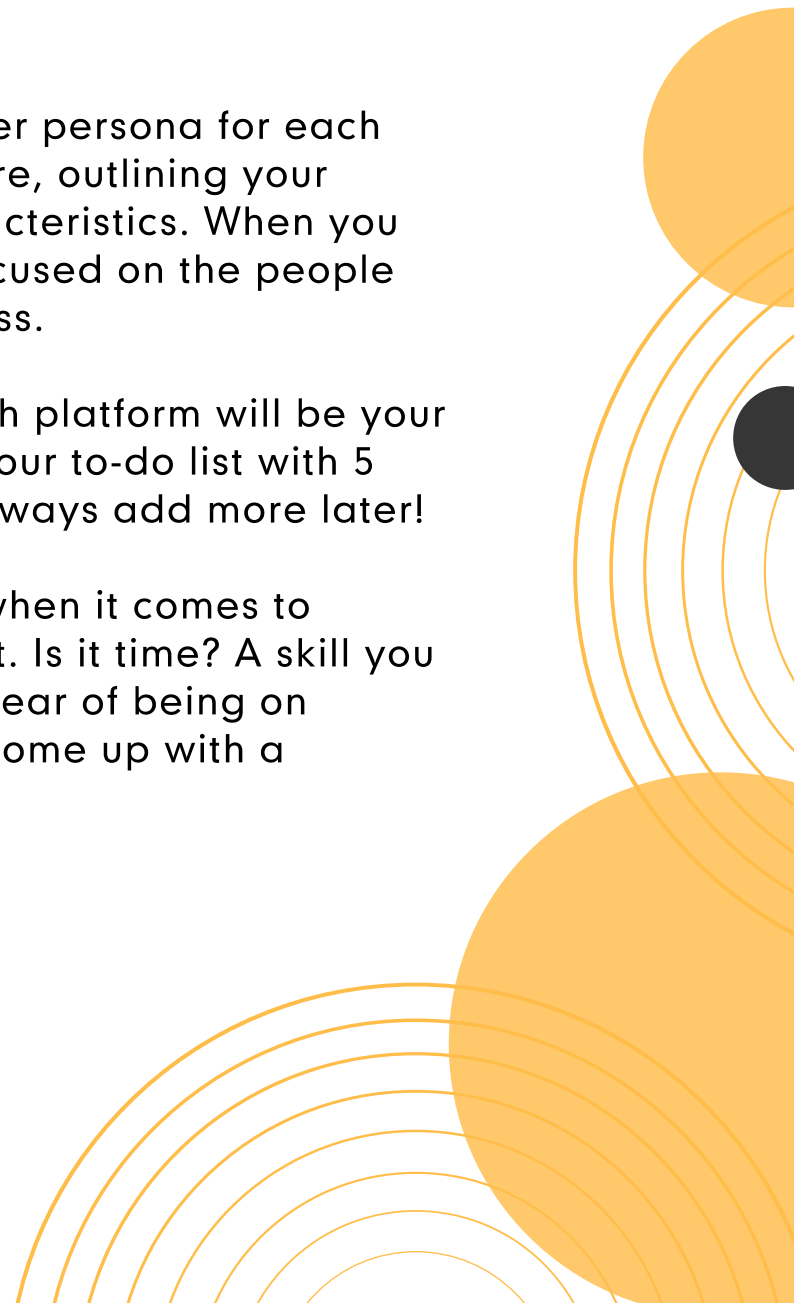 er persona for each
re, outlining your
cteristics. When you
cused on the people
ss.
h platform will be your
our to-do list with 5
ways add more later!
when it comes to
t. Is it time? A skill you
ear of being on
ome up with a